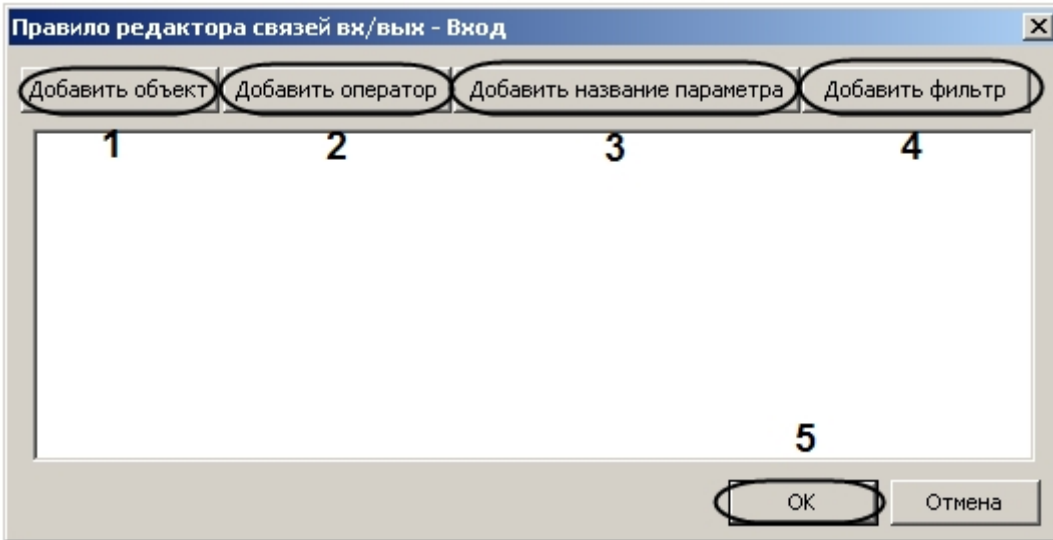 Правило редактора связей вх/вых - Вход
Добавить объект Добавить оператор Добавить название параметра Добавить фильтр
1 2 3 4
5
OK Отмена